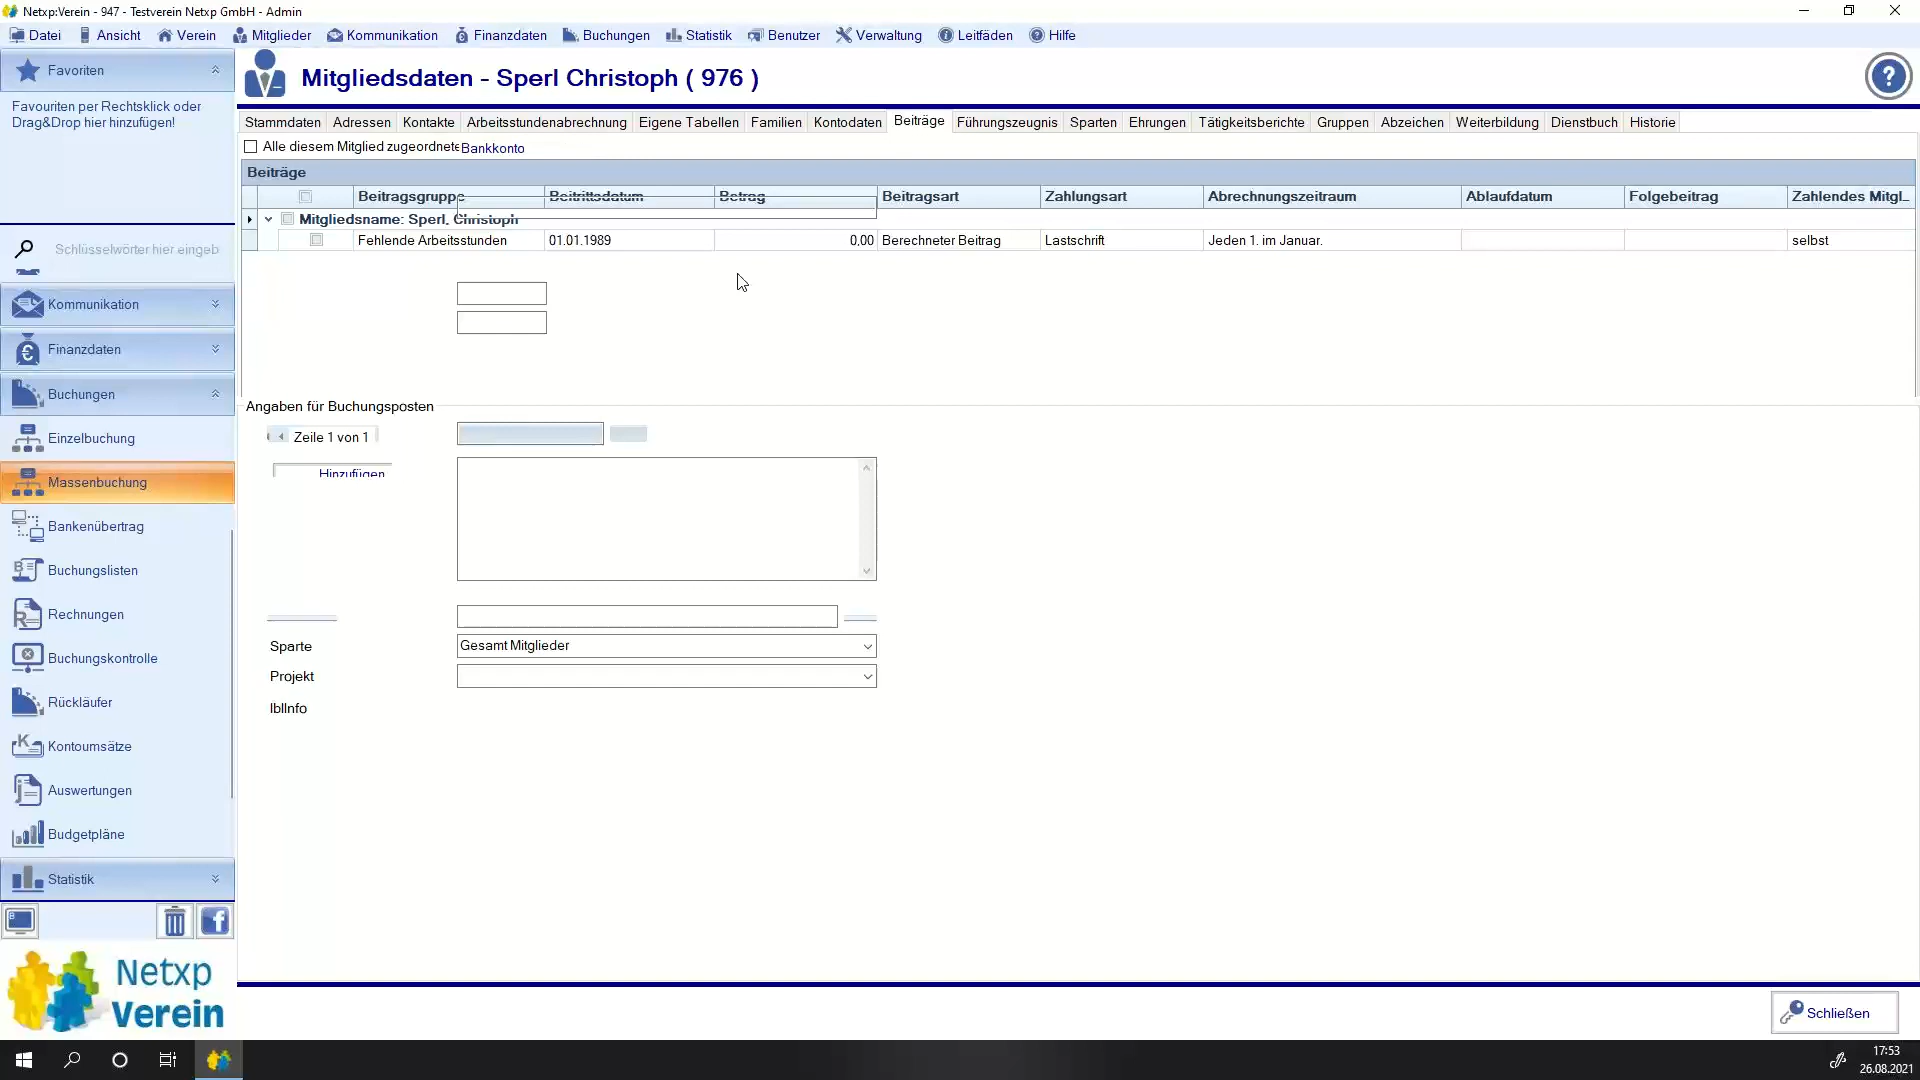 Netxp:Verein - 947 - Testverein Netxp GmbH - Admin
Datei Ansicht Verein Mitglieder Kommunikation Finanzdaten Buchungen Statistik Benutzer Verwaltung Leitfäden Hilfe
Favoriten
Favouriten per Rechtsklick oder
Drag&Drop hier hinzufügen!
Schlüsselwörter hier eingeb
Kommunikation
Finanzdaten
Buchungen
Einzelbuchung
Massenbuchung
Bankenübertrag
Buchungslisten
Rechnungen
Buchungskontrolle
Rückläufer
Kontoumsätze
Auswertungen
Budgetpläne
Statistik
Netxp
Verein
Mitgliedsdaten - Sperl Christoph ( 976 )
Stammdaten Adressen Kontakte Arbeitsstundenabrechnung Eigene Tabellen Familien Kontodaten Beiträge Führungszeugnis Sparten Ehrungen Tätigkeitsberichte Gruppen Abzeichen Weiterbildung Dienstbuch Historie
Alle diesem Mitglied zugeordnete Bankkonto
Beiträge
Beitragsgruppe Beitrittsdatum Betrag Beitragsart Zahlungsart Abrechnungszeitraum Ablaufdatum Folgebeitrag Zahlendes Mitgl...
Mitgliedsname: Sperl, Christoph
Fehlende Arbeitsstunden 01.01.1989 0,00 Berechneter Beitrag Lastschrift Jeden 1. im Januar. selbst
Angaben für Buchungsposten
Zeile 1 von 1
Hinzufügen
Sparte Gesamt Mitglieder
Projekt
lblInfo
Schließen
17:53
26.08.2021